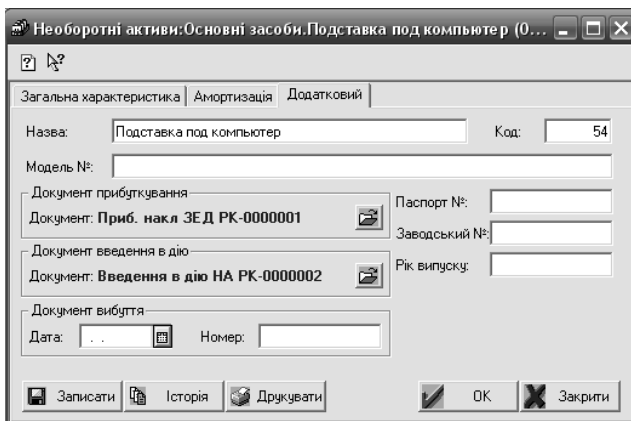 Необоротні активи:Основні засоби.Подставка под компьютер (0...
Загальна характеристика Амортизація Додатковий
Назва: Подставка под компьютер Код: 54
Модель №:
Документ прибуткування
Документ: Приб. накл ЗЕД РК-0000001
Паспорт №:
Заводський №:
Документ введення в дію
Документ: Введення в дію НА РК-0000002
Рік випуску:
Документ вибуття
Дата: . . Номер:
Записати Історія Друкувати OK Закрити